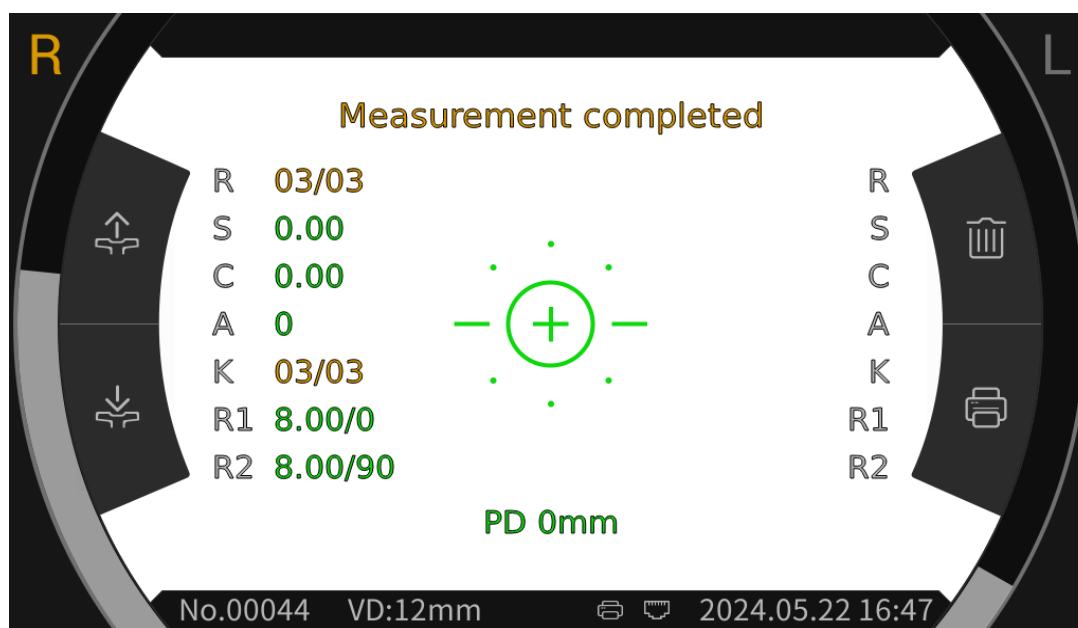 R L
Measurement completed
R 03/03 R
S 0.00 S
C 0.00 C
A 0 A
K 03/03 K
R1 8.00/0 R1
R2 8.00/90 R2
PD 0mm
No.00044 VD:12mm 2024.05.22 16:47